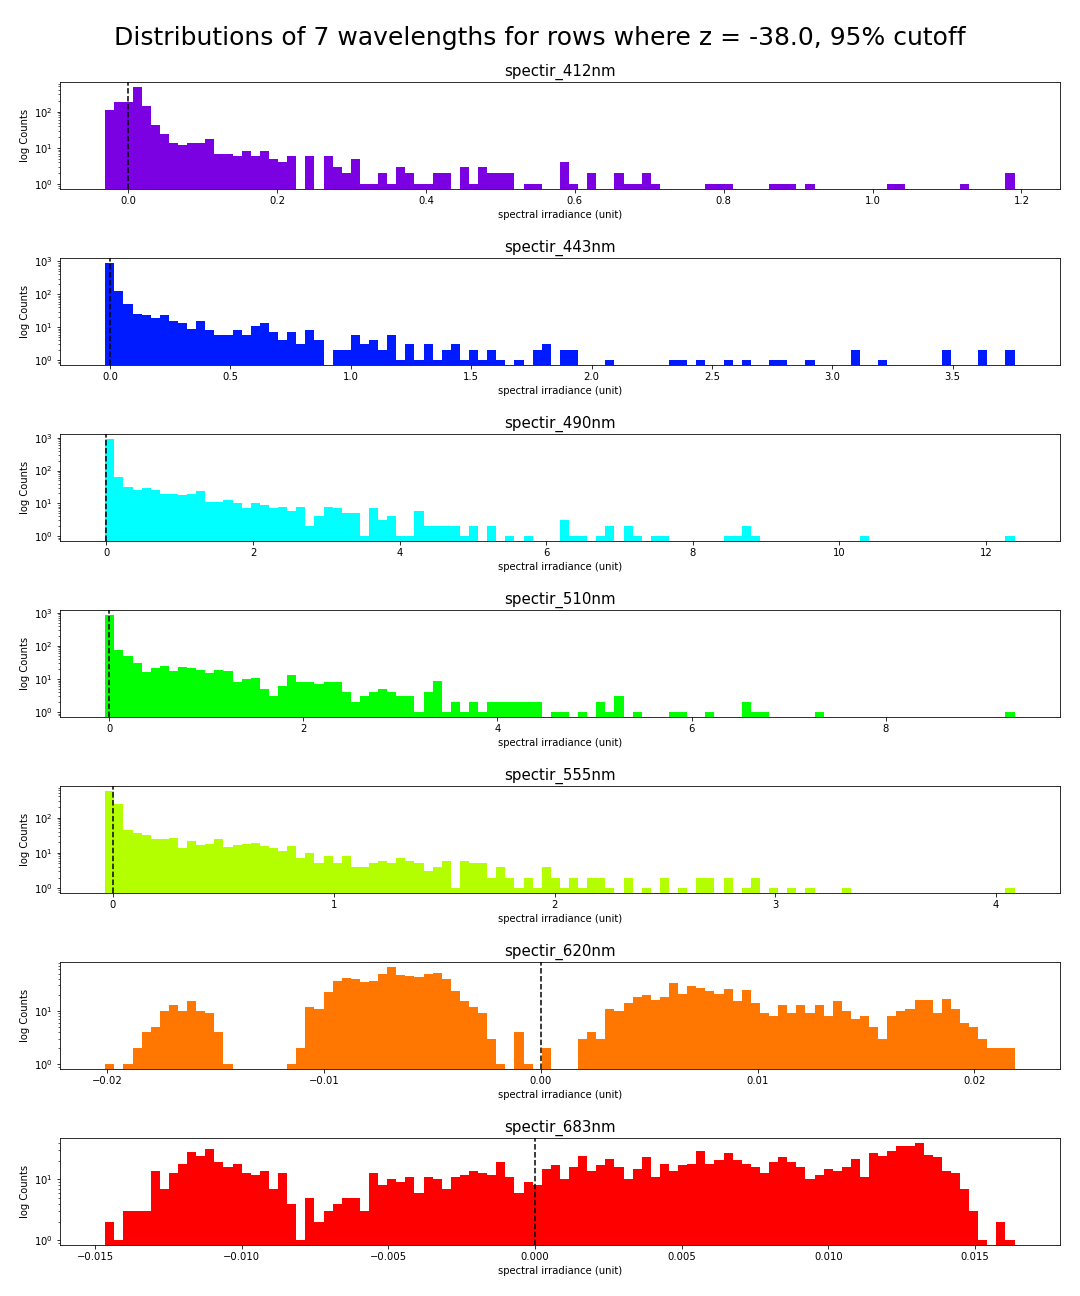 Distributions of 7 wavelengths for rows where z = -38.0, 95% cutoff
spectir_412nm
log Counts
10² 10¹ 10⁰
0.0 0.2 0.4 0.6 0.8 1.0 1.2
spectral irradiance (unit)
spectir_443nm
log Counts
10³ 10² 10¹ 10⁰
0.0 0.5 1.0 1.5 2.0 2.5 3.0 3.5
spectral irradiance (unit)
spectir_490nm
log Counts
10³ 10² 10¹ 10⁰
0 2 4 6 8 10 12
spectral irradiance (unit)
spectir_510nm
log Counts
10³ 10² 10¹ 10⁰
0 2 4 6 8
spectral irradiance (unit)
spectir_555nm
log Counts
10² 10¹ 10⁰
0 1 2 3 4
spectral irradiance (unit)
spectir_620nm
log Counts
10¹ 10⁰
−0.02 −0.01 0.00 0.01 0.02
spectral irradiance (unit)
spectir_683nm
log Counts
10¹ 10⁰
−0.015 −0.010 −0.005 0.000 0.005 0.010 0.015
spectral irradiance (unit)